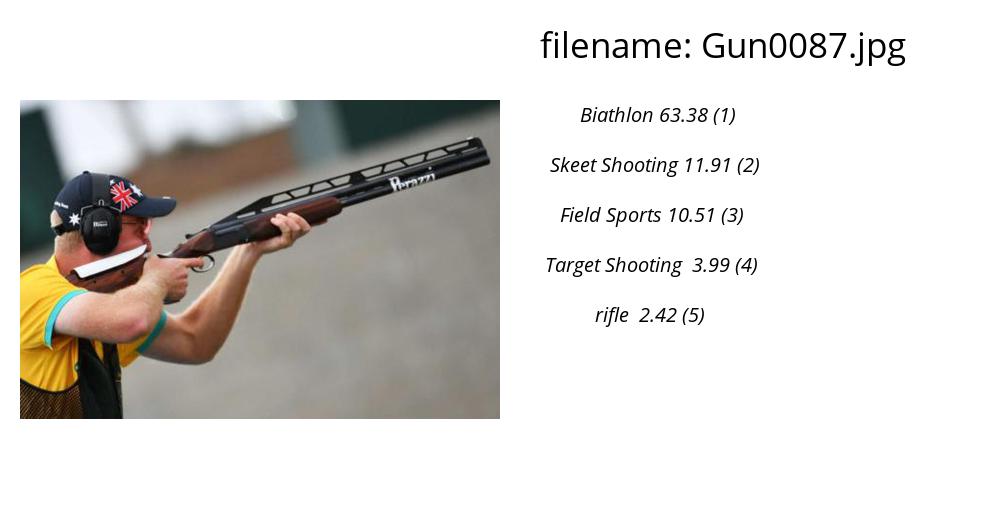 filename: Gun0087.jpg
Biathlon 63.38 (1)
Skeet Shooting 11.91 (2)
Field Sports 10.51 (3)
Target Shooting 3.99 (4)
rifle 2.42 (5)
Perazzi